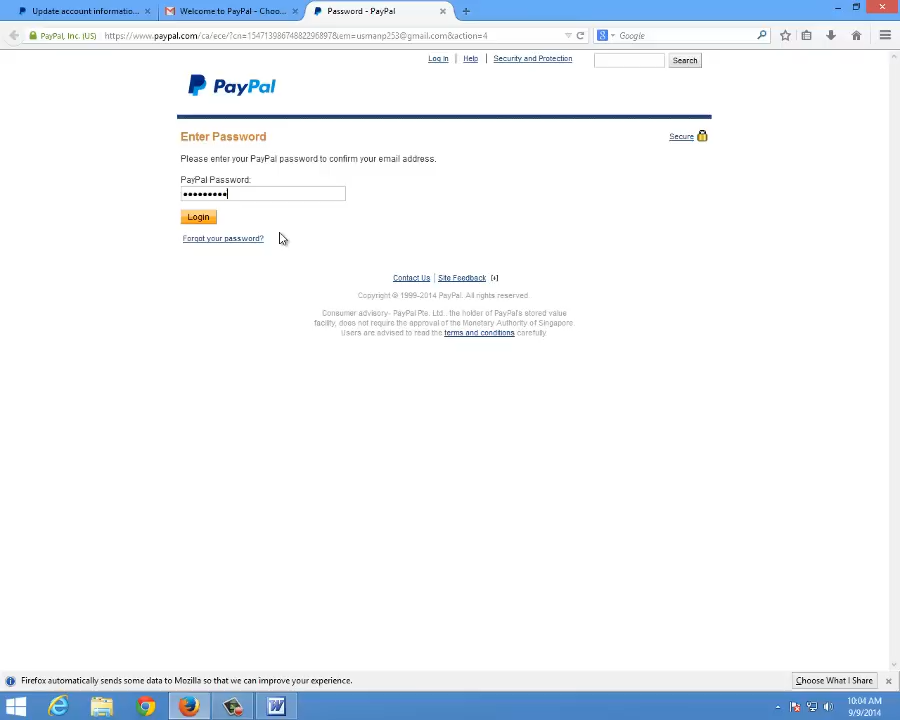 Update account informatio...
Welcome to PayPal - Choo...
Password - PayPal
PayPal, Inc. (US)
https://www.paypal.com/ca/ece/?cn=15471398674882296897&em=usmanp253@gmail.com&action=4
Google
Log In
Help
Security and Protection
Search
PayPal
Enter Password
Secure
Please enter your PayPal password to confirm your email address.
PayPal Password:
Login
Forgot your password?
Contact Us
Site Feedback [+]
Copyright © 1999-2014 PayPal. All rights reserved.
Consumer advisory- PayPal Pte. Ltd., the holder of PayPal's stored value
facility, does not require the approval of the Monetary Authority of Singapore.
Users are advised to read the terms and conditions carefully.
Firefox automatically sends some data to Mozilla so that we can improve your experience.
Choose What I Share
10:04 AM
9/9/2014